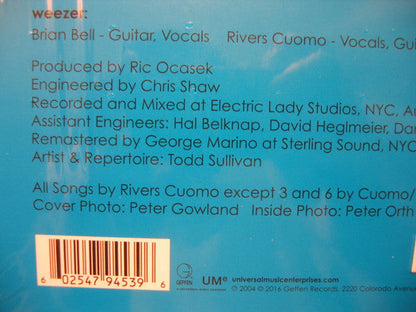 weezer:
Brian Bell - Guitar, Vocals Rivers Cuomo - Vocals,
Produced by Ric Ocasek
Engineered by Chris Shaw
Recorded and Mixed at Electric Lady Studios, NYC,
Assistant Engineers: Hal Belknap, David Heglmeier,
Remastered by George Marino at Sterling Sound, NYC
Artist & Repertoire: Todd Sullivan
All Songs by Rivers Cuomo except 3 and 6 by Cuomo/
Cover Photo: Peter Gowland Inside Photo: Peter Orth
GEFFEN
UMe universalmusicenterprises.com
℗© 2004 ℗ 2016 Geffen Records, 2220 Colorado Avenue
6 02547 94539 6